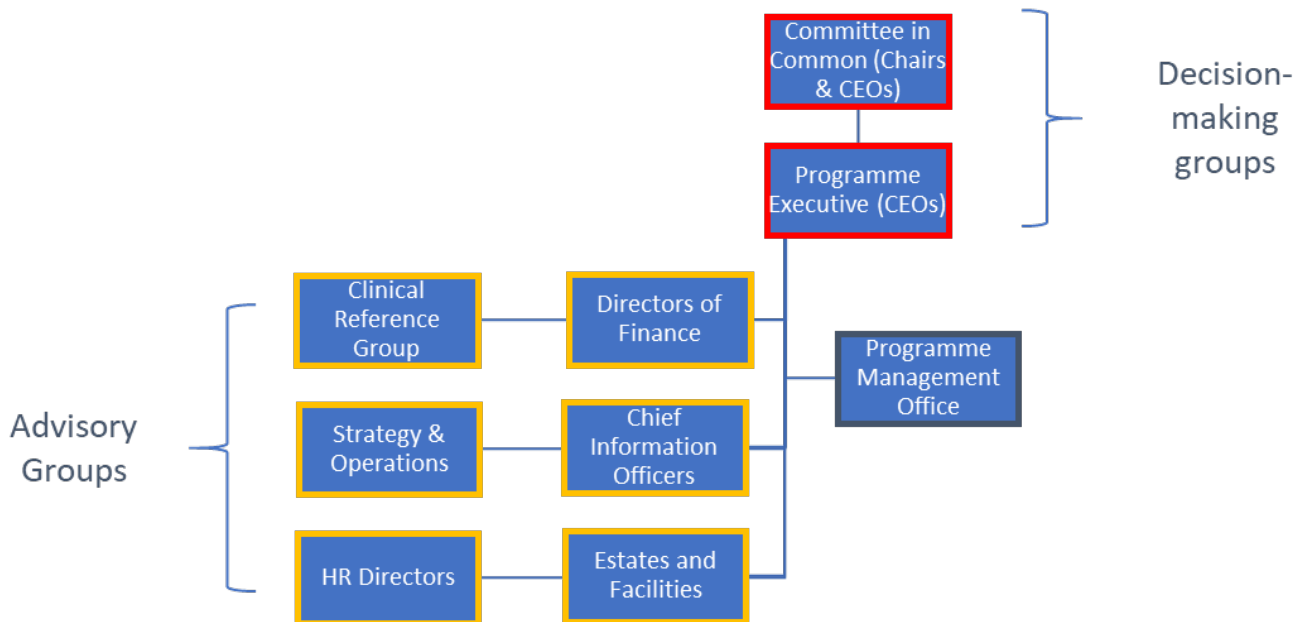 Committee in
Common (Chairs
& CEOs)
Decision-
making
groups
Programme
Executive (CEOs)
Clinical
Reference
Group
Directors of
Finance
Programme
Management
Office
Advisory
Groups
Strategy &
Operations
Chief
Information
Officers
HR Directors
Estates and
Facilities